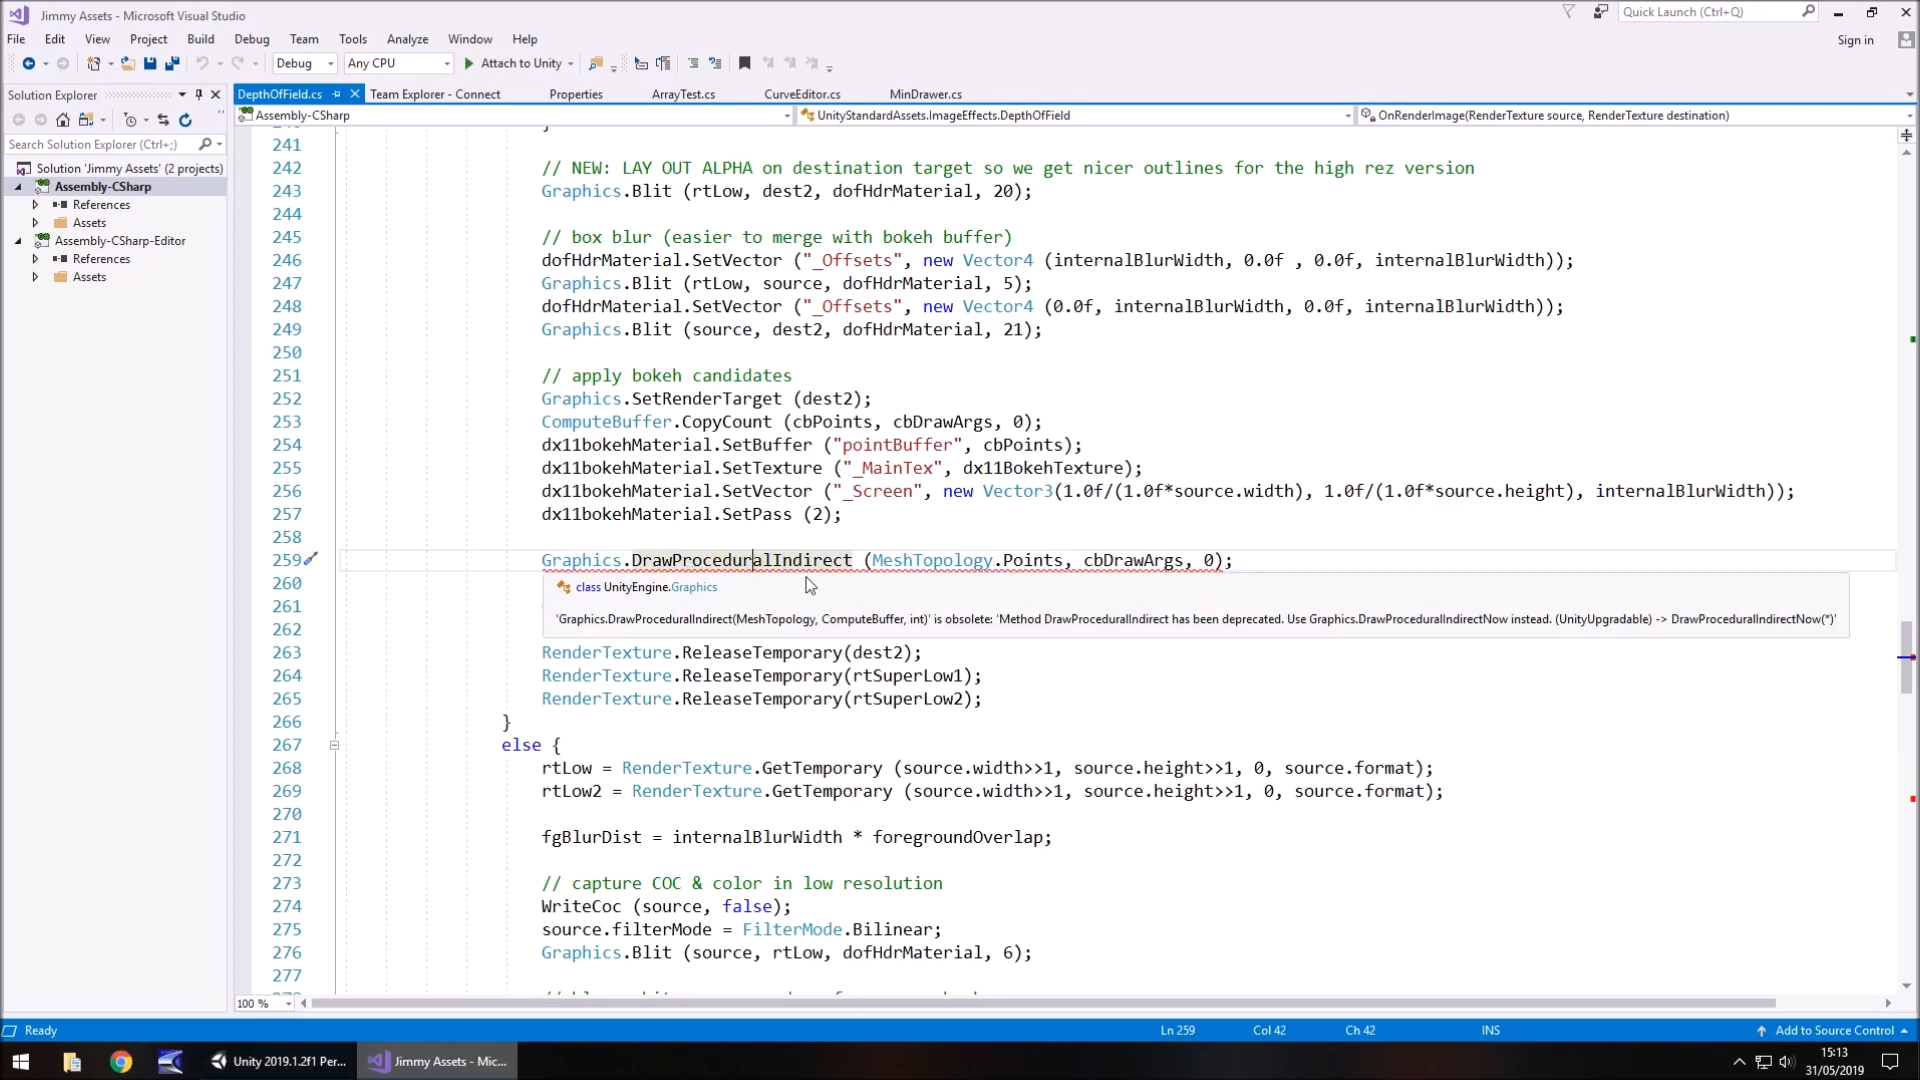 Jimmy Assets - Microsoft Visual Studio
Quick Launch (Ctrl+Q)
File Edit View Project Build Debug Team Tools Analyze Window Help
Sign in
Debug Any CPU Attach to Unity
Solution Explorer
DepthOfField.cs Team Explorer - Connect Properties ArrayTest.cs CurveEditor.cs MinDrawer.cs
Assembly-CSharp UnityStandardAssets.ImageEffects.DepthOfField OnRenderImage(RenderTexture source, RenderTexture destination)
Search Solution Explorer (Ctrl+;)
Solution 'Jimmy Assets' (2 projects)
Assembly-CSharp
References
Assets
Assembly-CSharp-Editor
References
Assets
241
242 // NEW: LAY OUT ALPHA on destination target so we get nicer outlines for the high rez version
243 Graphics.Blit (rtLow, dest2, dofHdrMaterial, 20);
244
245 // box blur (easier to merge with bokeh buffer)
246 dofHdrMaterial.SetVector ("_Offsets", new Vector4 (internalBlurWidth, 0.0f , 0.0f, internalBlurWidth));
247 Graphics.Blit (rtLow, source, dofHdrMaterial, 5);
248 dofHdrMaterial.SetVector ("_Offsets", new Vector4 (0.0f, internalBlurWidth, 0.0f, internalBlurWidth));
249 Graphics.Blit (source, dest2, dofHdrMaterial, 21);
250
251 // apply bokeh candidates
252 Graphics.SetRenderTarget (dest2);
253 ComputeBuffer.CopyCount (cbPoints, cbDrawArgs, 0);
254 dx11bokehMaterial.SetBuffer ("pointBuffer", cbPoints);
255 dx11bokehMaterial.SetTexture ("_MainTex", dx11BokehTexture);
256 dx11bokehMaterial.SetVector ("_Screen", new Vector3(1.0f/(1.0f*source.width), 1.0f/(1.0f*source.height), internalBlurWidth));
257 dx11bokehMaterial.SetPass (2);
258
259 Graphics.DrawProceduralIndirect (MeshTopology.Points, cbDrawArgs, 0);
260 class UnityEngine.Graphics
261 'Graphics.DrawProceduralIndirect(MeshTopology, ComputeBuffer, int)' is obsolete: 'Method DrawProceduralIndirect has been deprecated. Use Graphics.DrawProceduralIndirectNow instead. (UnityUpgradable) -> DrawProceduralIndirectNow(*)'
262
263 RenderTexture.ReleaseTemporary(dest2);
264 RenderTexture.ReleaseTemporary(rtSuperLow1);
265 RenderTexture.ReleaseTemporary(rtSuperLow2);
266 }
267 else {
268 rtLow = RenderTexture.GetTemporary (source.width>>1, source.height>>1, 0, source.format);
269 rtLow2 = RenderTexture.GetTemporary (source.width>>1, source.height>>1, 0, source.format);
270
271 fgBlurDist = internalBlurWidth * foregroundOverlap;
272
273 // capture COC & color in low resolution
274 WriteCoc (source, false);
275 source.filterMode = FilterMode.Bilinear;
276 Graphics.Blit (source, rtLow, dofHdrMaterial, 6);
277
100 %
Ready Ln 259 Col 42 Ch 42 INS Add to Source Control
Unity 2019.1.2f1 Per... Jimmy Assets - Mic...
15:13
31/05/2019